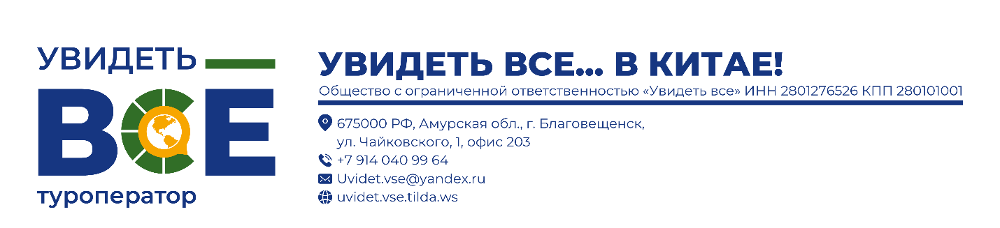 УВИДЕТЬ
ВСЕ
туроператор
УВИДЕТЬ ВСЕ... В КИТАЕ!
Общество с ограниченной ответственностью «Увидеть все» ИНН 2801276526 КПП 280101001
675000 РФ, Амурская обл., г. Благовещенск,
ул. Чайковского, 1, офис 203
+7 914 040 99 64
Uvidet.vse@yandex.ru
uvidet.vse.tilda.ws